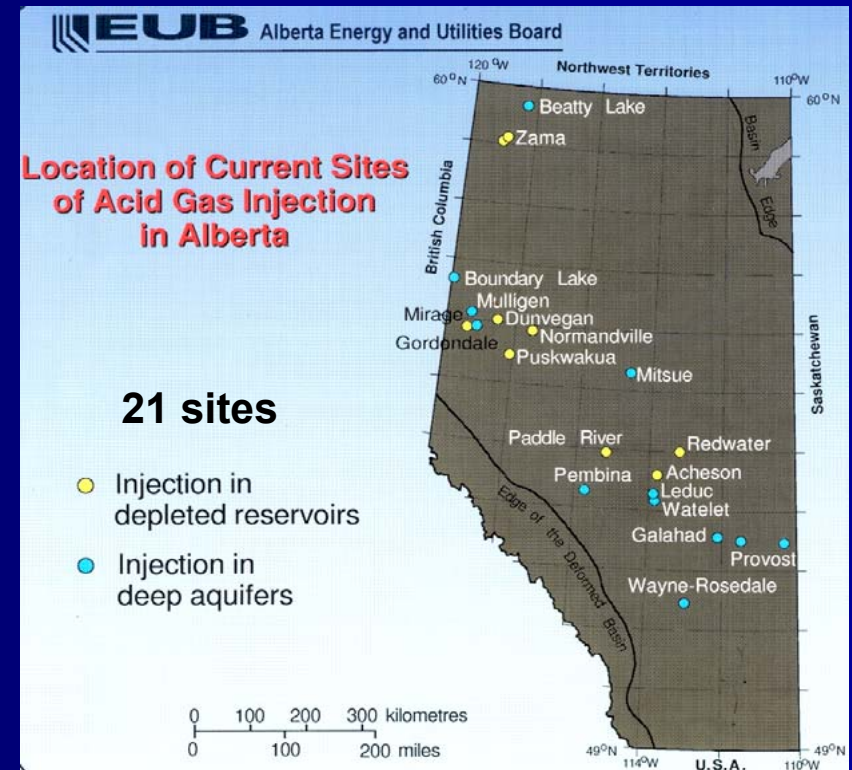 EUB Alberta Energy and Utilities Board
120 °W
Northwest Territories
110°W
60°N
60°N
Beatty Lake
Zama
Basin
Edge
Location of Current Sites
of Acid Gas Injection
in Alberta
British Columbia
Boundary Lake
Mulligen
Mirage
Dunvegan
Gordondale
Normandville
Puskwakua
Mitsue
Saskatchewan
21 sites
Paddle River
Redwater
Pembina
Acheson
Leduc
Watelet
Injection in
depleted reservoirs
Edge of the Deformed Basin
Galahad
Provost
Injection in
deep aquifers
Wayne-Rosedale
0 100 200 300 kilometres
0 100 200 miles
49°N
114°W
U.S.A.
110°W
49°N